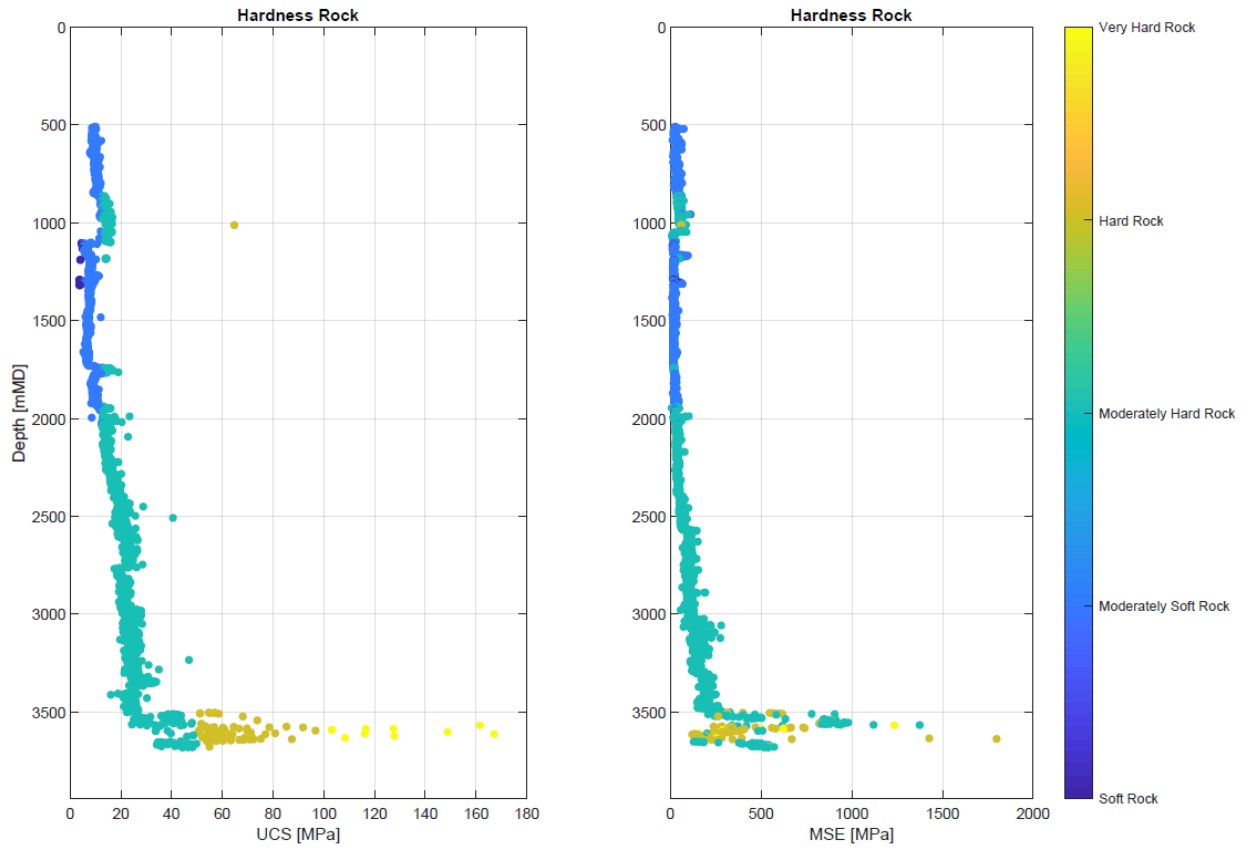 Hardness Rock
0
500
1000
1500
2000
2500
3000
3500
Depth [mMD]
0 20 40 60 80 100 120 140 160 180
UCS [MPa]
Hardness Rock
0
500
1000
1500
2000
2500
3000
3500
0 500 1000 1500 2000
MSE [MPa]
Very Hard Rock
Hard Rock
Moderately Hard Rock
Moderately Soft Rock
Soft Rock